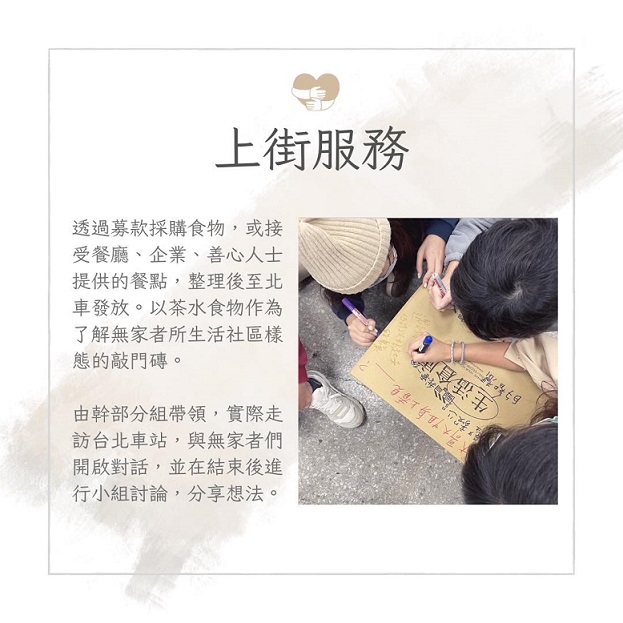 上街服務
透過募款採購食物，或接
受餐廳、企業、善心人士
提供的餐點，整理後至北
車發放。以茶水食物作為
了解無家者所生活社區樣
態的敲門磚。
由幹部分組帶領，實際走
訪台北車站，與無家者們
開啟對話，並在結束後進
行小組討論，分享想法。
生活倉